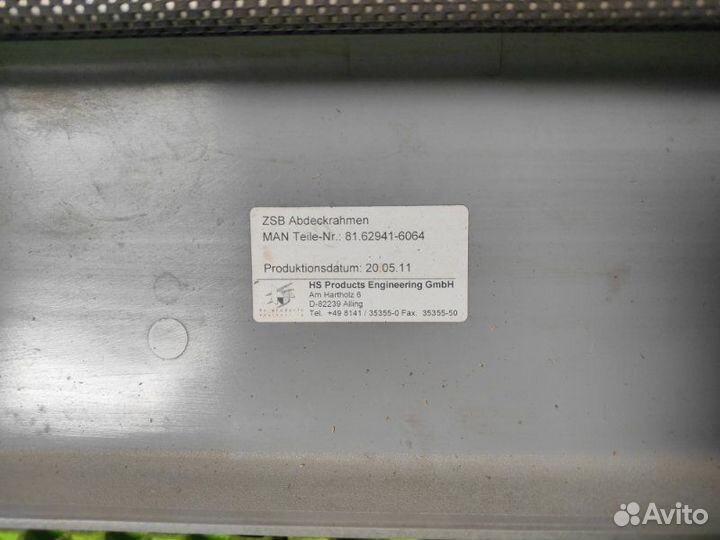 ZSB Abdeckrahmen
MAN Teile-Nr.: 81.62941-6064
Produktionsdatum: 20.05.11
HS Products Engineering GmbH
Am Hartholz 6
D-82239 Alling
Tel. +49 8141 / 35355-0 Fax. 35355-50
Avito